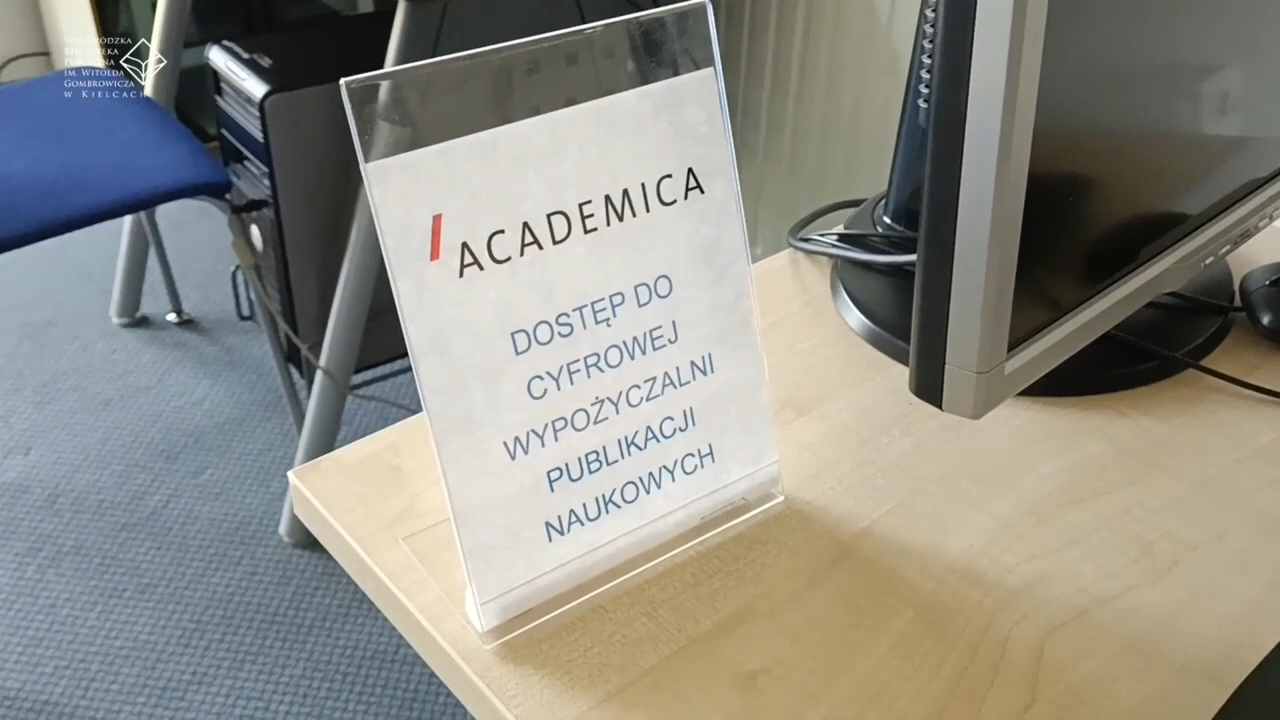 WOJEWÓDZKA
BIBLIOTEKA
PUBLICZNA
IM. WITOLDA
GOMBROWICZA
W KIELCACH
ACADEMICA
DOSTĘP DO
CYFROWEJ
WYPOŻYCZALNI
PUBLIKACJI
NAUKOWYCH